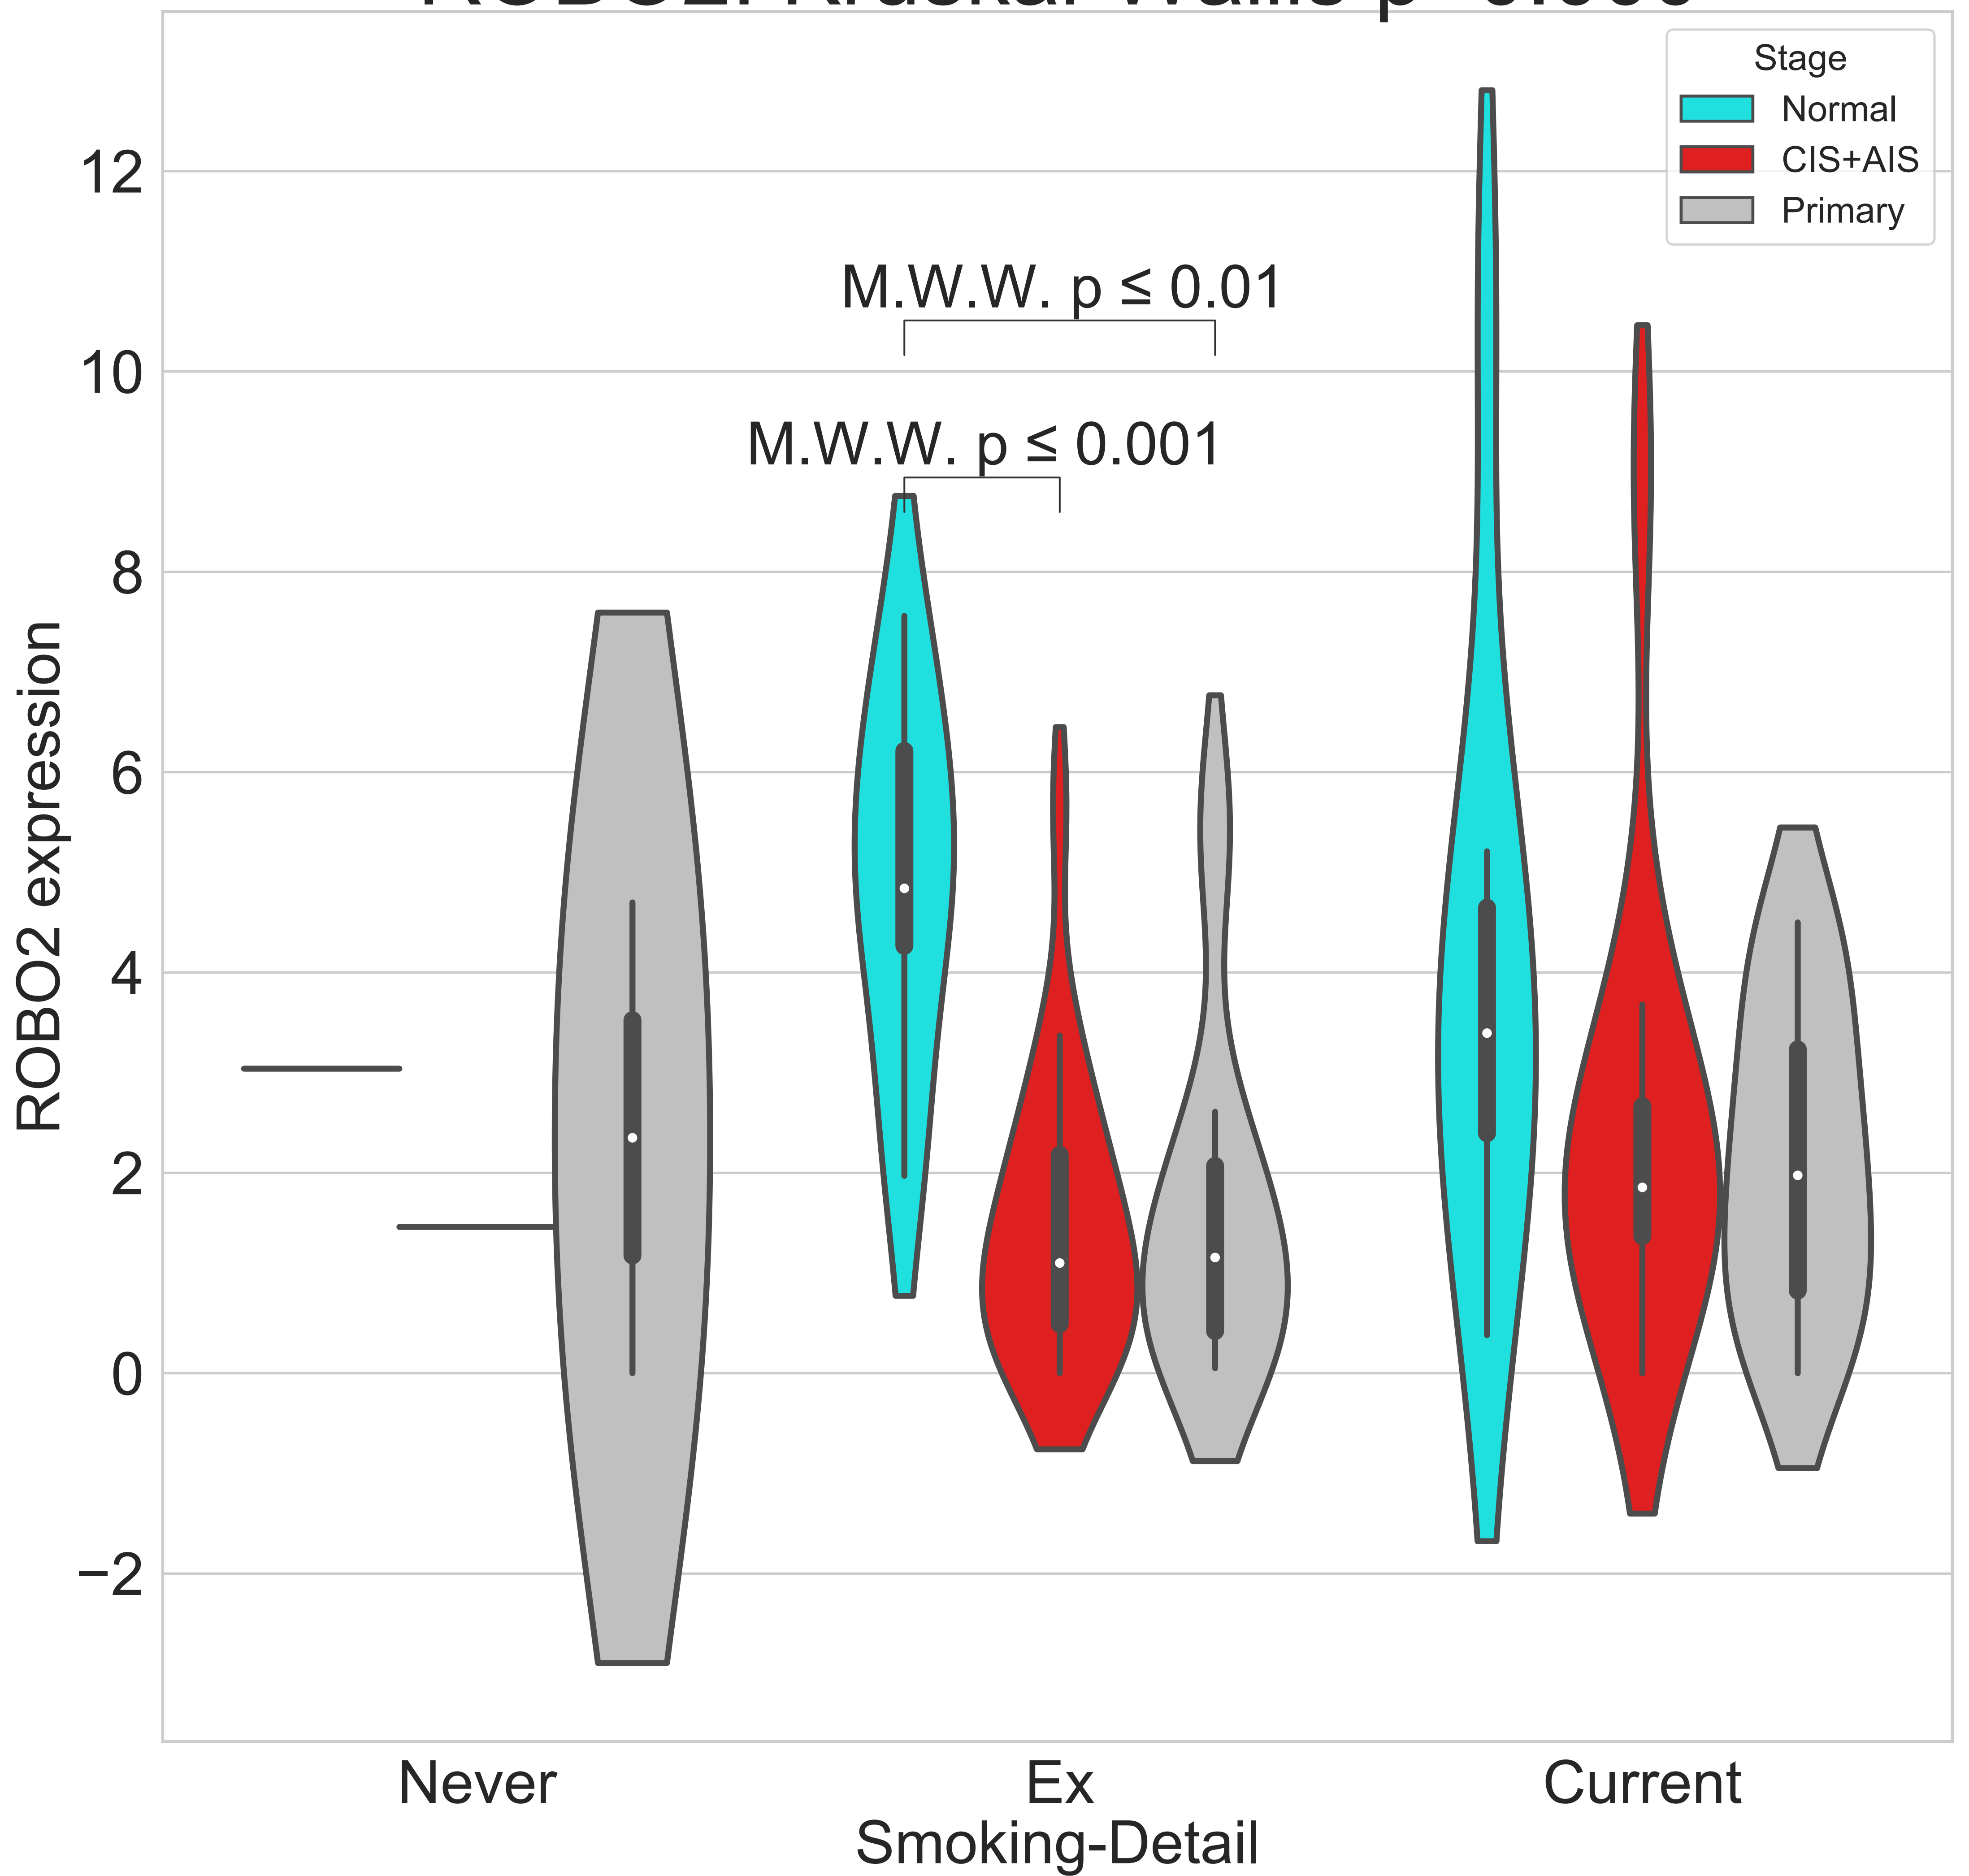 Stage
Normal
CIS+AIS
Primary
M.W.W. p ≤ 0.01
M.W.W. p ≤ 0.001
12
10
8
6
4
2
0
−2
ROBO2 expression
Never
Ex
Current
Smoking-Detail